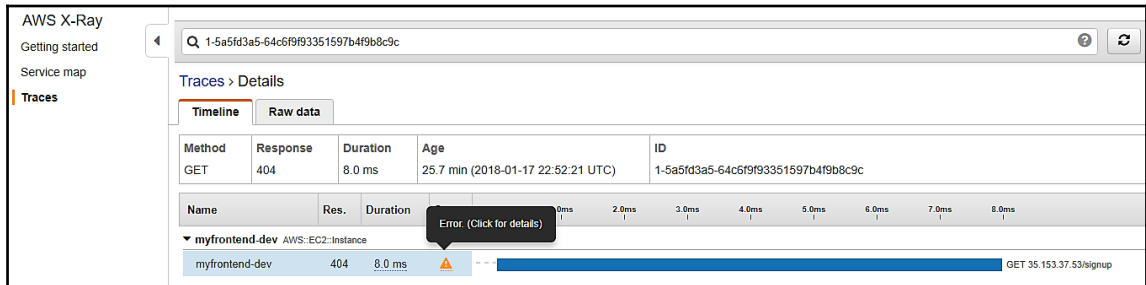 AWS X-Ray
Getting started
Service map
Traces
1-5a5fd3a5-64c6f9f93351597b4f9b8c9c
Traces > Details
Timeline Raw data
Method Response Duration Age ID
GET 404 8.0 ms 25.7 min (2018-01-17 22:52:21 UTC) 1-5a5fd3a5-64c6f9f93351597b4f9b8c9c
Name Res. Duration 2.0ms 3.0ms 4.0ms 5.0ms 6.0ms 7.0ms 8.0ms
Error. (Click for details)
myfrontend-dev AWS::EC2::Instance
myfrontend-dev 404 8.0 ms GET 35.153.37.53/signup